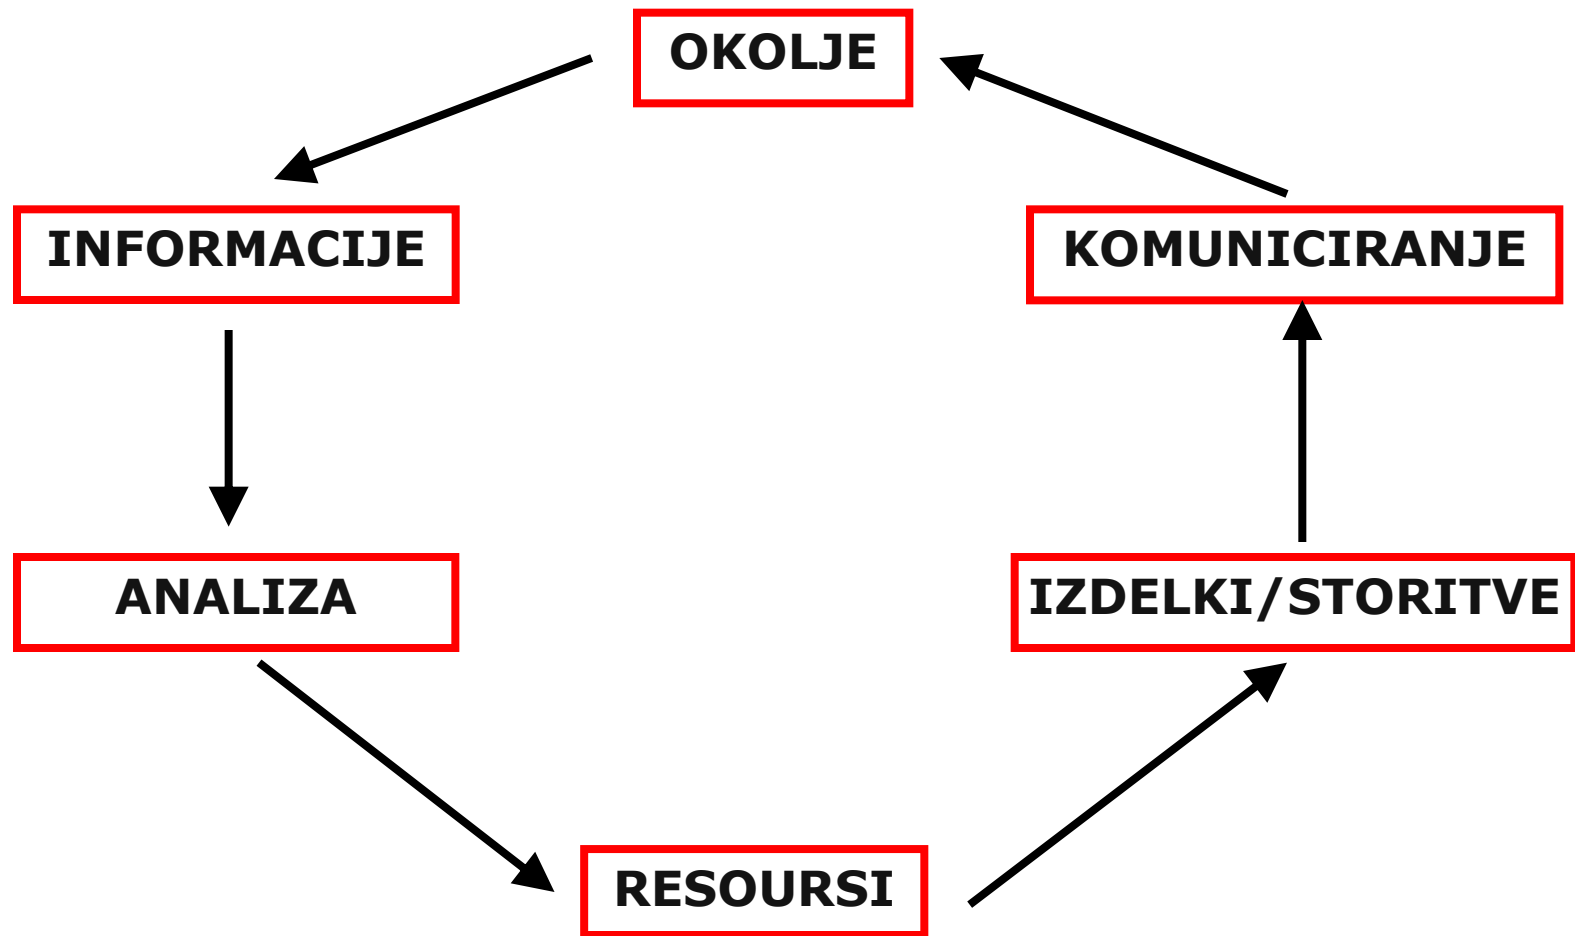 OKOLJE
INFORMACIJE
KOMUNICIRANJE
ANALIZA
IZDELKI/STORITVE
RESOURSI